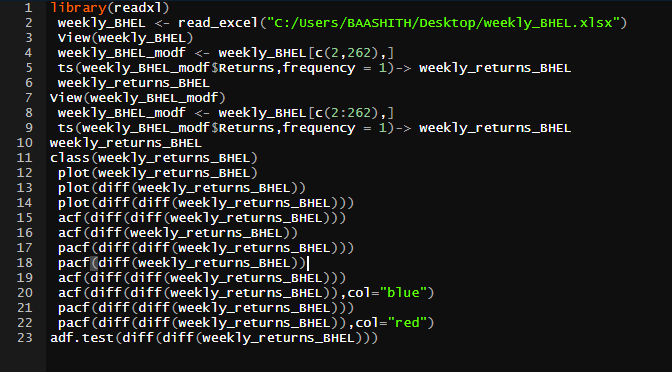 1 library(readxl)
2 weekly_BHEL <- read_excel("C:/Users/BAASHITH/Desktop/weekly_BHEL.xlsx")
3 View(weekly_BHEL)
4 weekly_BHEL_modf <- weekly_BHEL[c(2,262),]
5 ts(weekly_BHEL_modf$Returns,frequency = 1)-> weekly_returns_BHEL
6 weekly_returns_BHEL
7 View(weekly_BHEL_modf)
8 weekly_BHEL_modf <- weekly_BHEL[c(2:262),]
9 ts(weekly_BHEL_modf$Returns,frequency = 1)-> weekly_returns_BHEL
10 weekly_returns_BHEL
11 class(weekly_returns_BHEL)
12 plot(weekly_returns_BHEL)
13 plot(diff(weekly_returns_BHEL))
14 plot(diff(diff(weekly_returns_BHEL)))
15 acf(diff(diff(weekly_returns_BHEL)))
16 acf(diff(weekly_returns_BHEL))
17 pacf(diff(diff(weekly_returns_BHEL)))
18 pacf(diff(weekly_returns_BHEL))
19 acf(diff(diff(weekly_returns_BHEL)))
20 acf(diff(diff(weekly_returns_BHEL)),col="blue")
21 pacf(diff(diff(weekly_returns_BHEL)))
22 pacf(diff(diff(weekly_returns_BHEL)),col="red")
23 adf.test(diff(diff(weekly_returns_BHEL)))